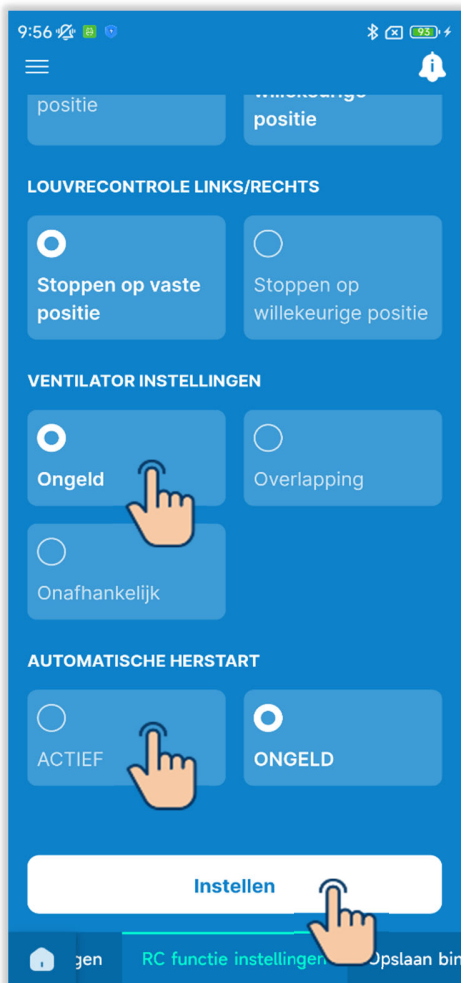 9:56
93
positie
willekeurige
positie
LOUVRECONTROLE LINKS/RECHTS
Stoppen op vaste
positie
Stoppen op
willekeurige positie
VENTILATOR INSTELLINGEN
Ongeld
Overlapping
Onafhankelijk
AUTOMATISCHE HERSTART
ACTIEF
ONGELD
Instellen
gen
RC functie instellingen
Opslaan bin